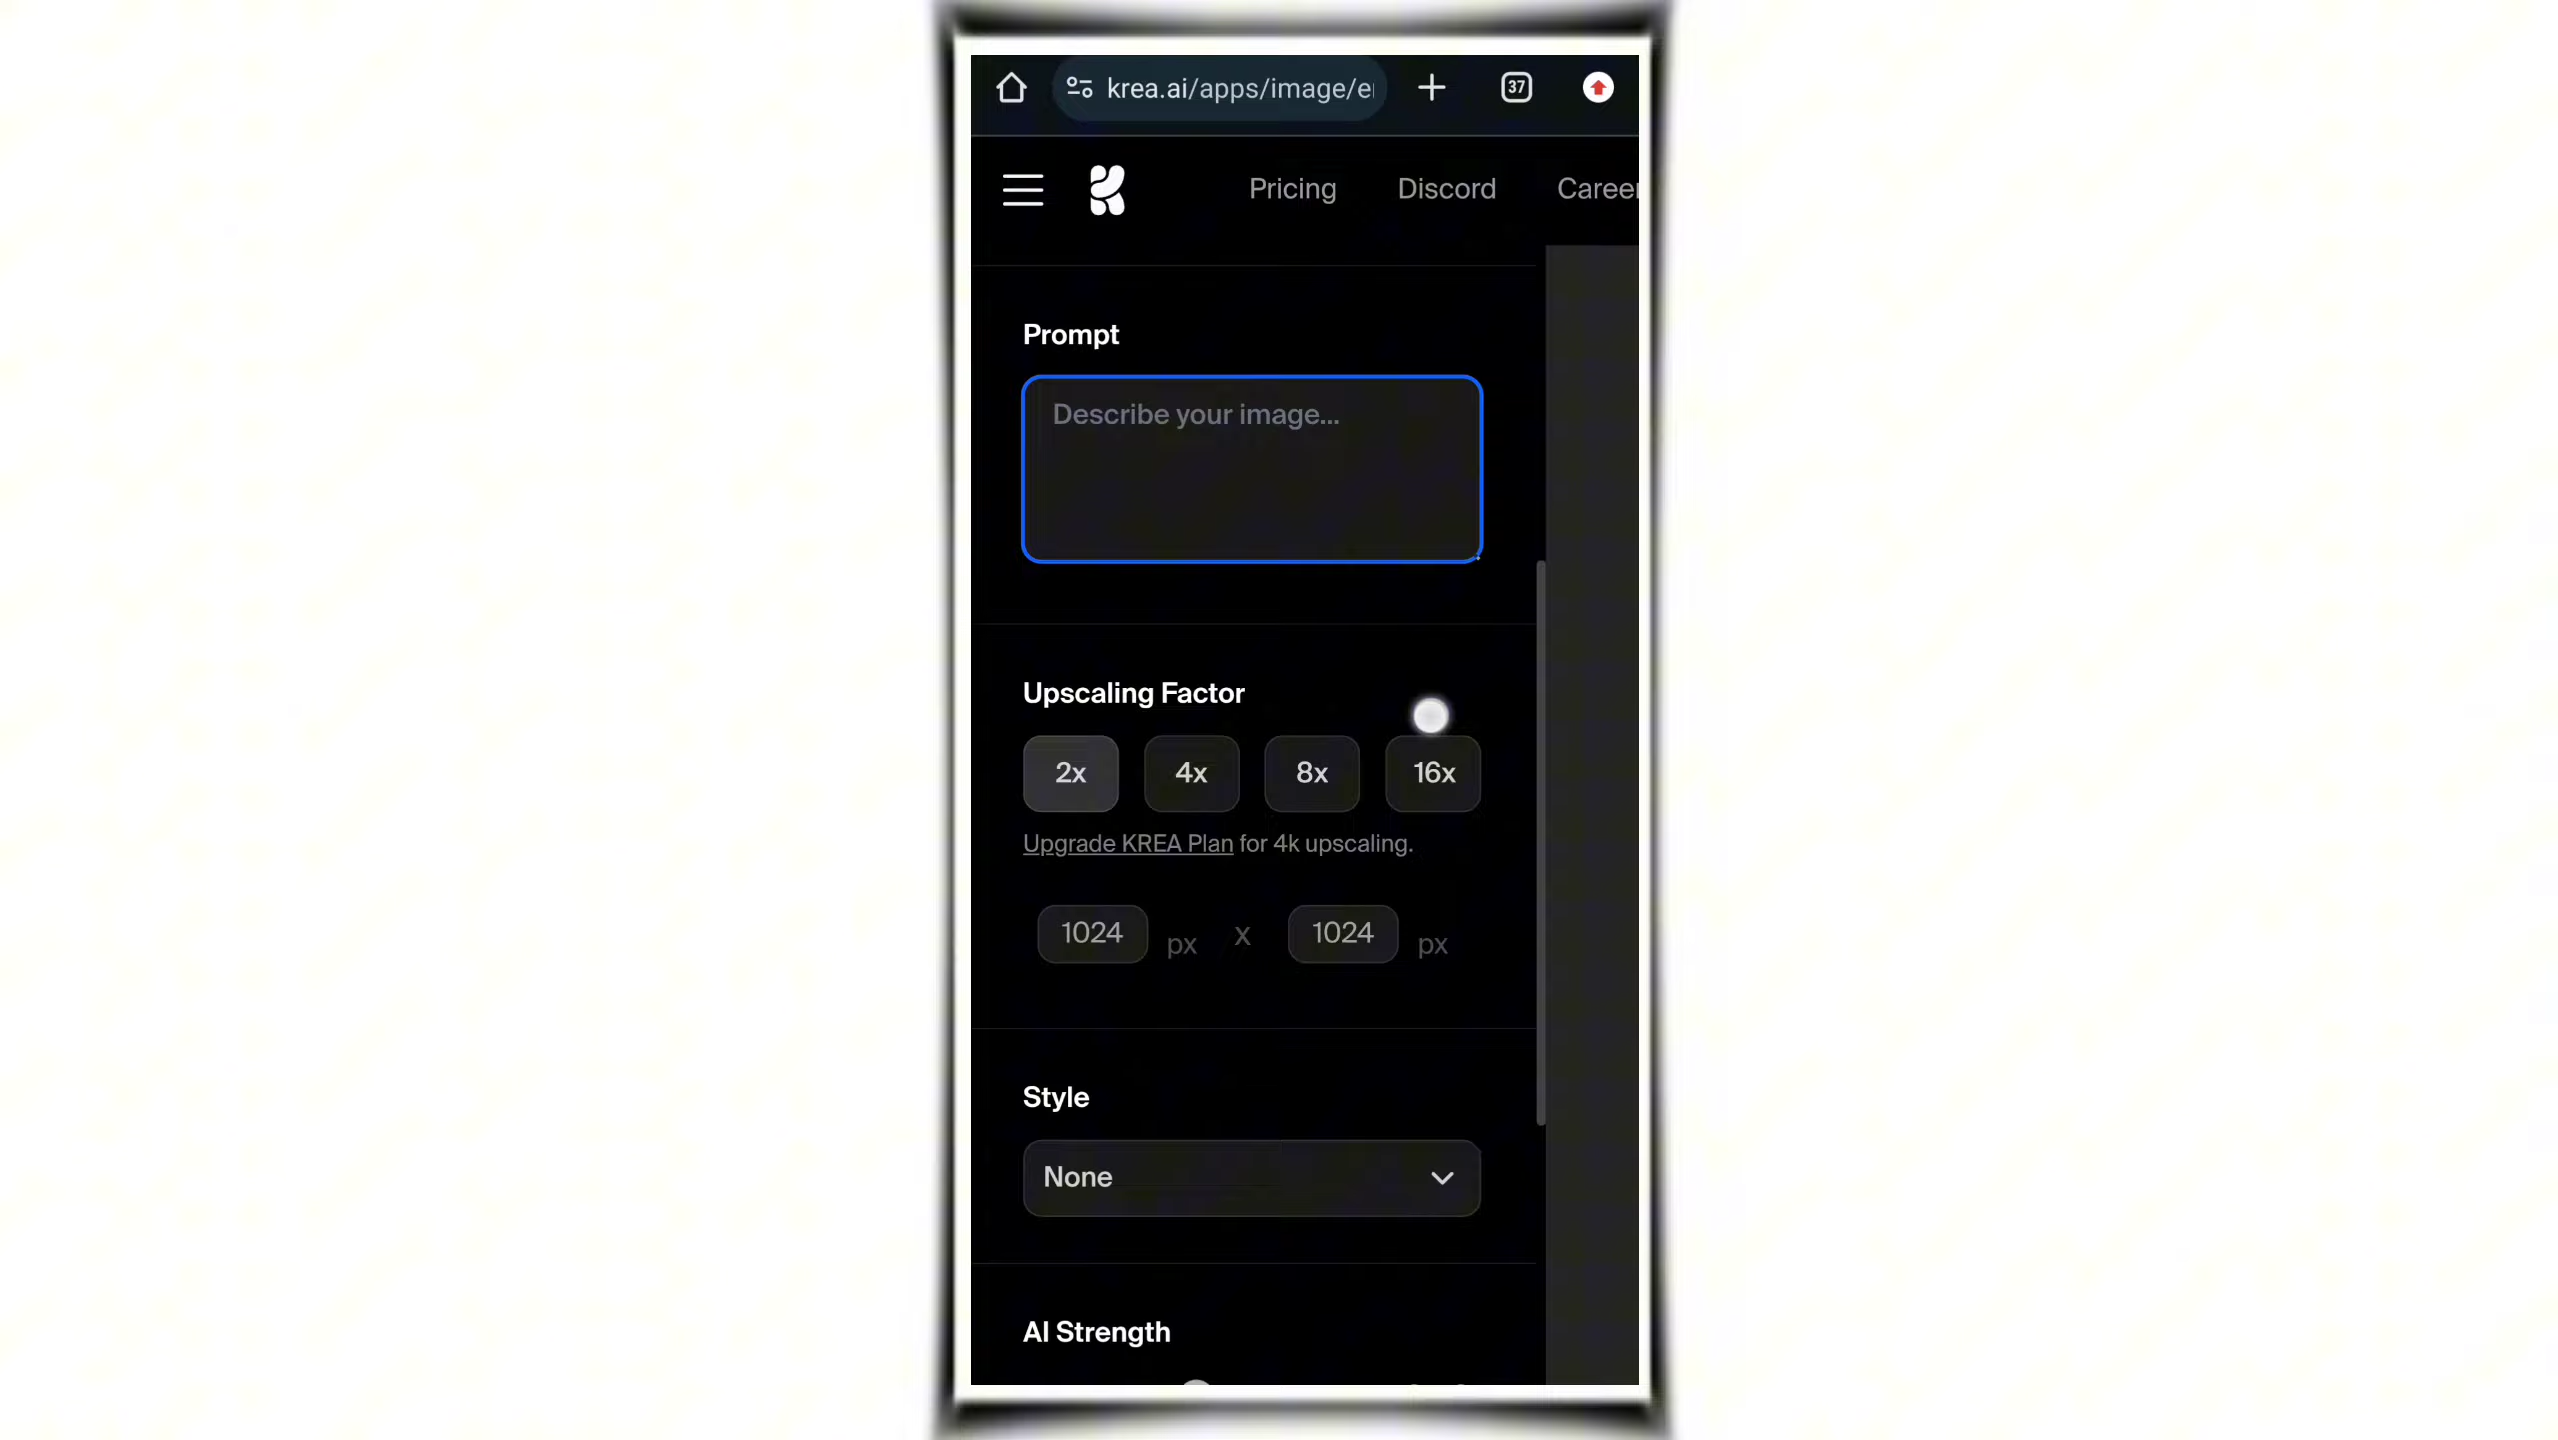 krea.ai/apps/image/e
37
Pricing Discord Career
Prompt
Describe your image...
Upscaling Factor
2x 4x 8x 16x
Upgrade KREA Plan for 4k upscaling.
1024 px x 1024 px
Style
None
AI Strength